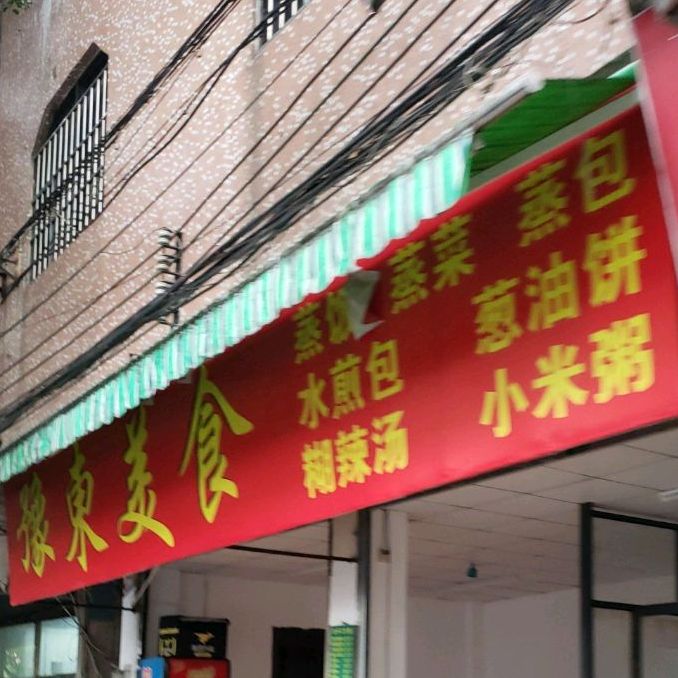 豫東美食
蒸饭 蒸菜 蒸包
水煎包 葱油饼
糊辣汤 小米粥